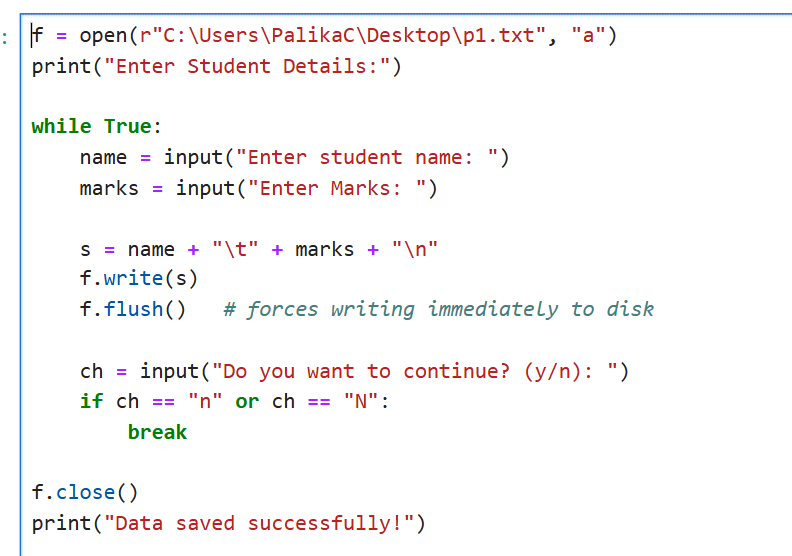 :
f = open(r"C:\Users\PalikaC\Desktop\p1.txt", "a")
print("Enter Student Details:")

while True:
    name = input("Enter student name: ")
    marks = input("Enter Marks: ")

    s = name + "\t" + marks + "\n"
    f.write(s)
    f.flush()   # forces writing immediately to disk

    ch = input("Do you want to continue? (y/n): ")
    if ch == "n" or ch == "N":
        break

f.close()
print("Data saved successfully!")